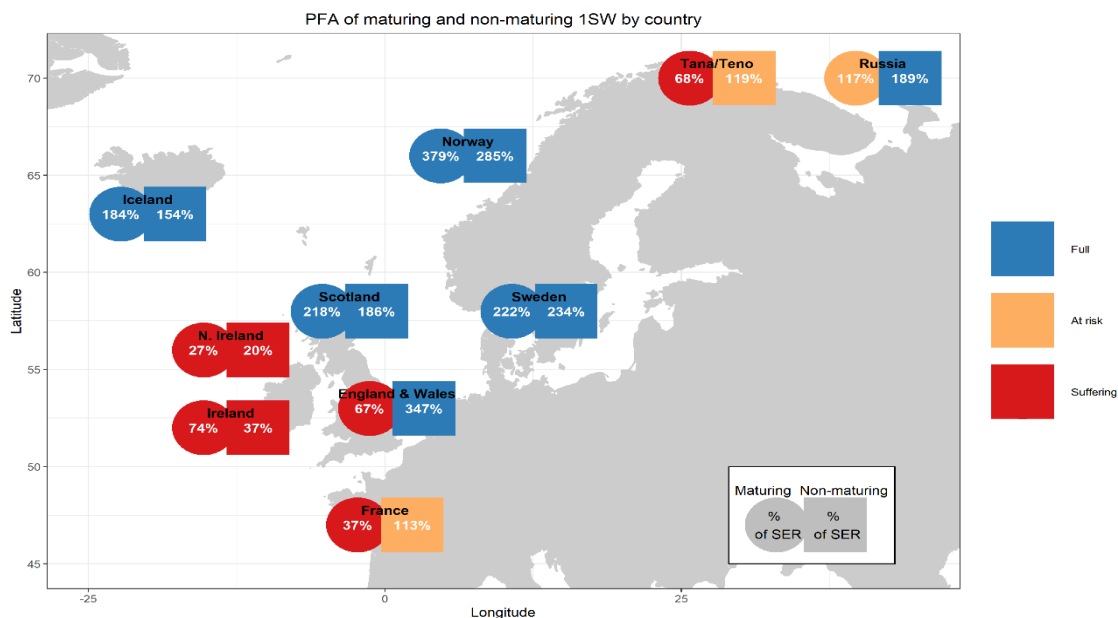 PFA of maturing and non-maturing 1SW by country
70
65
60
55
50
45
Latitude
-25
0
25
Longitude
Tana/Teno
68% 119%
Russia
117% 189%
Norway
379% 285%
Iceland
184% 154%
Scotland
218% 186%
Sweden
222% 234%
N. Ireland
27% 20%
England & Wales
67% 347%
Ireland
74% 37%
France
37% 113%
Maturing Non-maturing
% %
of SER of SER
Full
At risk
Suffering